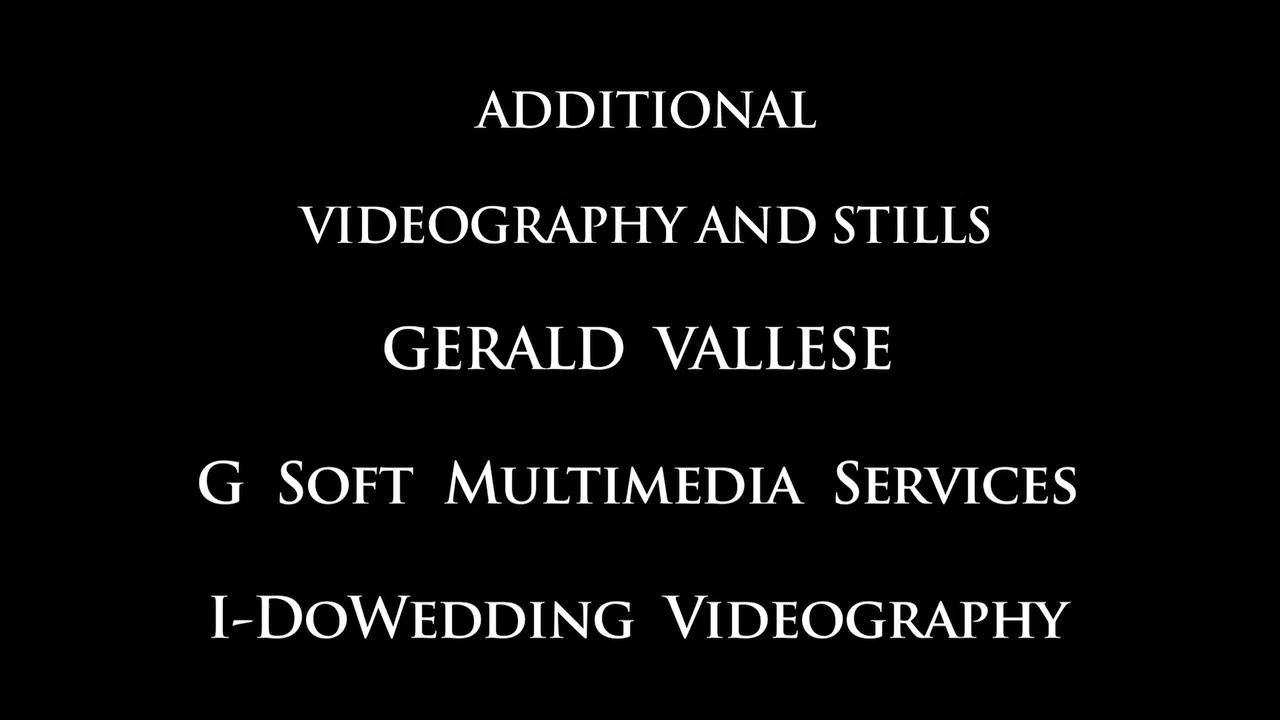 ADDITIONAL
VIDEOGRAPHY AND STILLS
GERALD VALLESE
G Soft Multimedia Services
I-DoWedding Videography